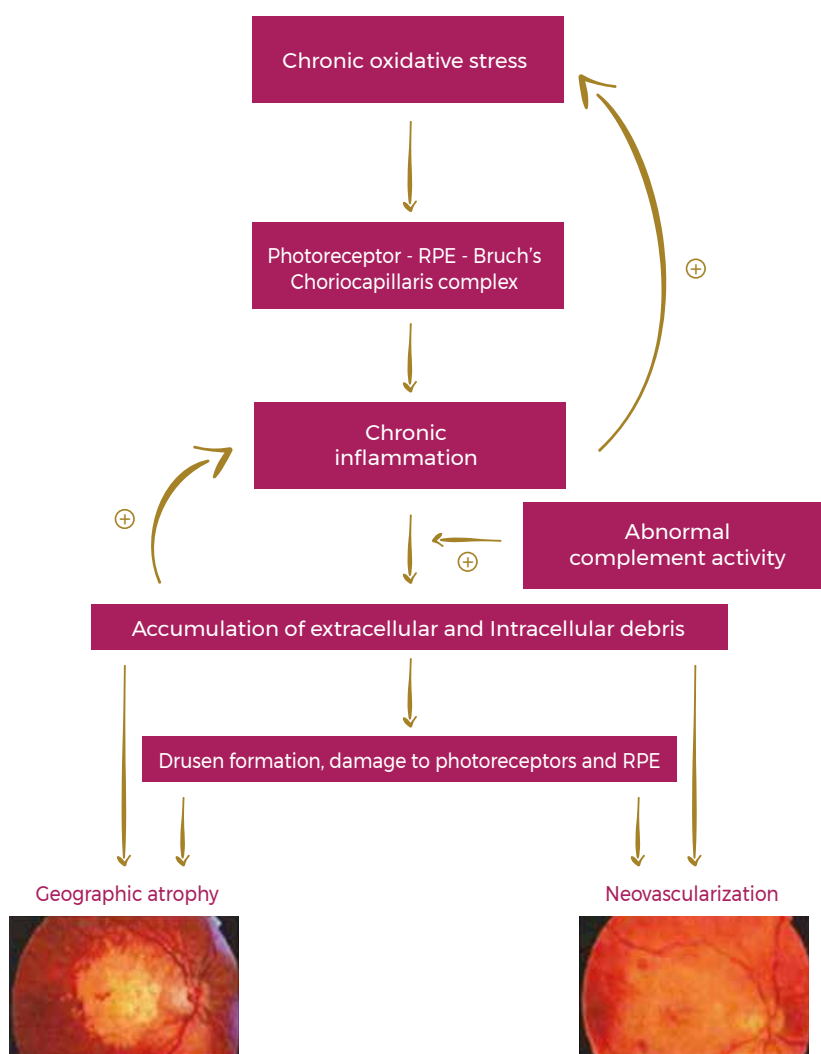 Chronic oxidative stress
Photoreceptor - RPE - Bruch’s
Choriocapillaris complex
Chronic
inflammation
Abnormal
complement activity
Accumulation of extracellular and Intracellular debris
Drusen formation, damage to photoreceptors and RPE
Geographic atrophy
Neovascularization